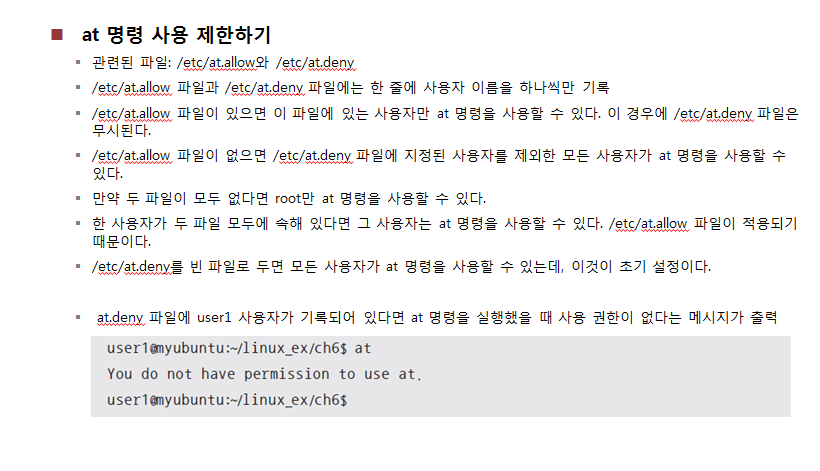 at 명령 사용 제한하기
관련된 파일: /etc/at.allow와 /etc/at.deny
/etc/at.allow 파일과 /etc/at.deny 파일에는 한 줄에 사용자 이름을 하나씩만 기록
/etc/at.allow 파일이 있으면 이 파일에 있는 사용자만 at 명령을 사용할 수 있다. 이 경우에 /etc/at.deny 파일은
무시된다.
/etc/at.allow 파일이 없으면 /etc/at.deny 파일에 지정된 사용자를 제외한 모든 사용자가 at 명령을 사용할 수
있다.
만약 두 파일이 모두 없다면 root만 at 명령을 사용할 수 있다.
한 사용자가 두 파일 모두에 속해 있다면 그 사용자는 at 명령을 사용할 수 있다. /etc/at.allow 파일이 적용되기
때문이다.
/etc/at.deny를 빈 파일로 두면 모든 사용자가 at 명령을 사용할 수 있는데, 이것이 초기 설정이다.
at.deny 파일에 user1 사용자가 기록되어 있다면 at 명령을 실행했을 때 사용 권한이 없다는 메시지가 출력
user1@myubuntu:~/linux_ex/ch6$ at
You do not have permission to use at.
user1@myubuntu:~/linux_ex/ch6$